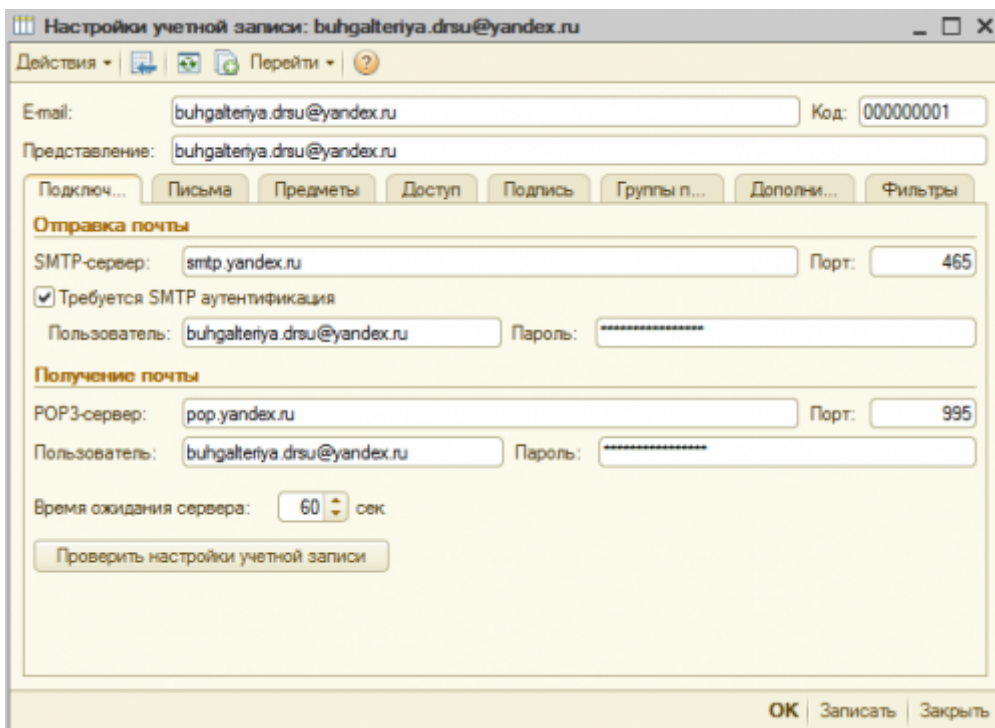 Настройки учетной записи: buhgalteriya.drsu@yandex.ru
Действия Перейти ?
E-mail: buhgalteriya.drsu@yandex.ru Код: 000000001
Представление: buhgalteriya.drsu@yandex.ru
Подключ... Письма Предметы Доступ Подпись Группы п... Дополни... Фильтры
Отправка почты
SMTP-сервер: smtp.yandex.ru Порт: 465
Требуется SMTP аутентификация
Пользователь: buhgalteriya.drsu@yandex.ru Пароль: ****************
Получение почты
POP3-сервер: pop.yandex.ru Порт: 995
Пользователь: buhgalteriya.drsu@yandex.ru Пароль: ****************
Время ожидания сервера: 60 сек
Проверить настройки учетной записи
OK Записать Закрыть